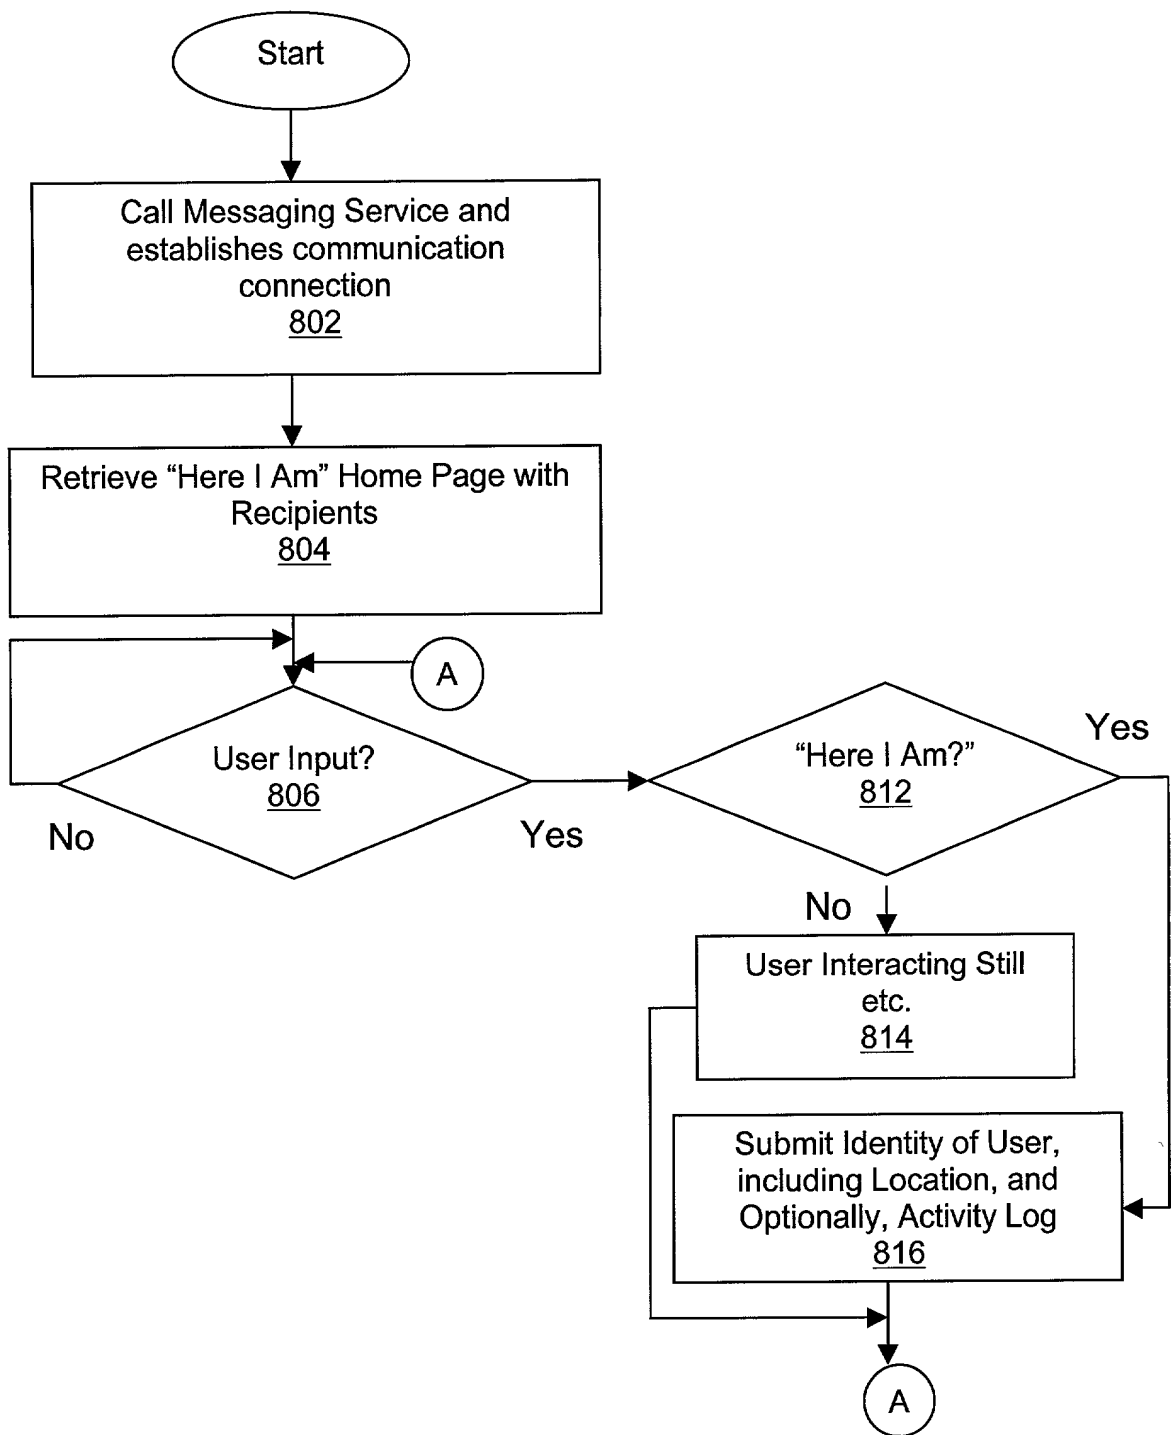 Start
Call Messaging Service and
establishes communication
connection
802
Retrieve “Here I Am” Home Page with
Recipients
804
A
User Input?
806
No
Yes
“Here I Am?”
812
Yes
No
User Interacting Still
etc.
814
Submit Identity of User,
including Location, and
Optionally, Activity Log
816
A